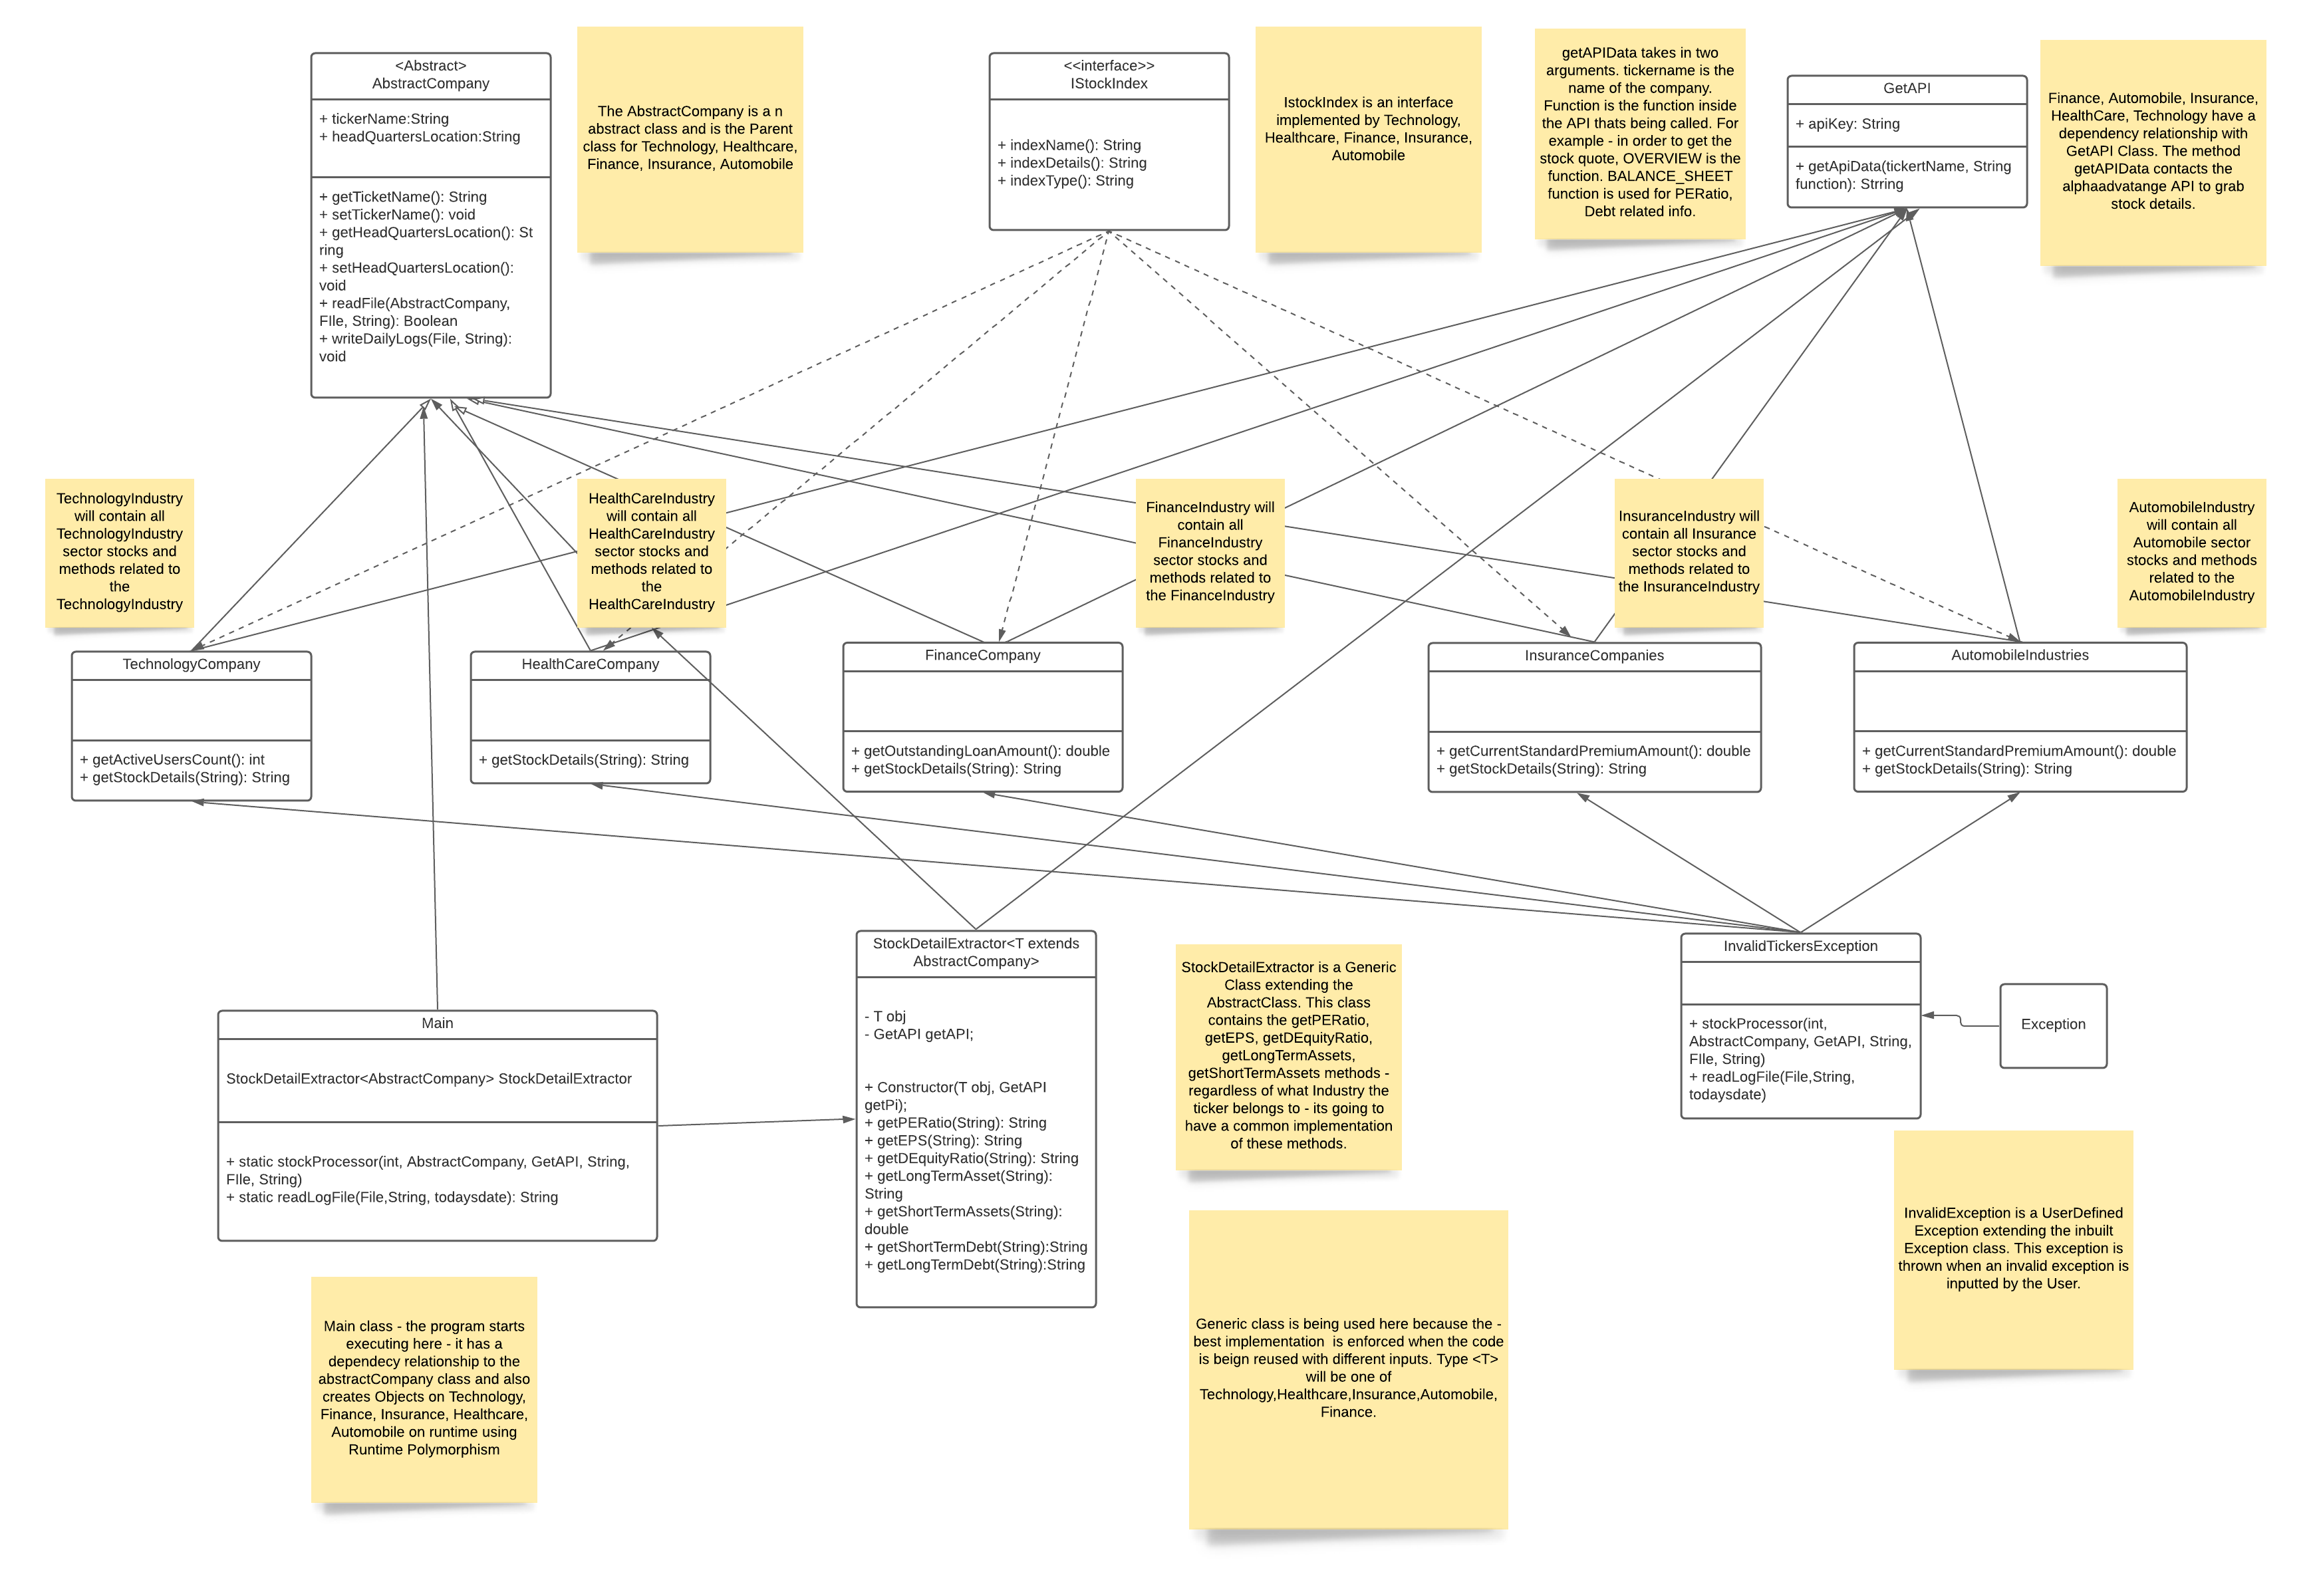 <Abstract>
AbstractCompany
+ tickerName:String
+ headQuartersLocation:String
+ getTicketName(): String
+ setTickerName(): void
+ getHeadQuartersLocation(): St
ring
+ setHeadQuartersLocation():
void
+ readFile(AbstractCompany,
FIle, String): Boolean
+ writeDailyLogs(File, String):
void
The AbstractCompany is a n
abstract class and is the Parent
class for Technology, Healthcare,
Finance, Insurance, Automobile
<<interface>>
IStockIndex
+ indexName(): String
+ indexDetails(): String
+ indexType(): String
IstockIndex is an interface
implemented by Technology,
Healthcare, Finance, Insurance,
Automobile
getAPIData takes in two
arguments. tickername is the
name of the company.
Function is the function inside
the API thats being called. For
example - in order to get the
stock quote, OVERVIEW is the
function. BALANCE_SHEET
function is used for PERatio,
Debt related info.
GetAPI
+ apiKey: String
+ getApiData(tickertName, String
function): Strring
Finance, Automobile, Insurance,
HealthCare, Technology have a
dependency relationship with
GetAPI Class. The method
getAPIData contacts the
alphaadvatange API to grab
stock details.
TechnologyIndustry
will contain all
TechnologyIndustry
sector stocks and
methods related to
the
TechnologyIndustry
HealthCareIndustry
will contain all
HealthCareIndustry
sector stocks and
methods related to
the
HealthCareIndustry
FinanceIndustry will
contain all
FinanceIndustry
sector stocks and
methods related to
the FinanceIndustry
InsuranceIndustry will
contain all Insurance
sector stocks and
methods related to
the InsuranceIndustry
AutomobileIndustry
will contain all
Automobile sector
stocks and methods
related to the
AutomobileIndustry
TechnologyCompany
+ getActiveUsersCount(): int
+ getStockDetails(String): String
HealthCareCompany
+ getStockDetails(String): String
FinanceCompany
+ getOutstandingLoanAmount(): double
+ getStockDetails(String): String
InsuranceCompanies
+ getCurrentStandardPremiumAmount(): double
+ getStockDetails(String): String
AutomobileIndustries
+ getCurrentStandardPremiumAmount(): double
+ getStockDetails(String): String
Main
StockDetailExtractor<AbstractCompany> StockDetailExtractor
+ static stockProcessor(int, AbstractCompany, GetAPI, String,
FIle, String)
+ static readLogFile(File,String, todaysdate): String
StockDetailExtractor<T extends
AbstractCompany>
- T obj
- GetAPI getAPI;
+ Constructor(T obj, GetAPI
getPi);
+ getPERatio(String): String
+ getEPS(String): String
+ getDEquityRatio(String): String
+ getLongTermAsset(String):
String
+ getShortTermAssets(String):
double
+ getShortTermDebt(String):String
+ getLongTermDebt(String):String
StockDetailExtractor is a Generic
Class extending the
AbstractClass. This class
contains the getPERatio,
getEPS, getDEquityRatio,
getLongTermAssets,
getShortTermAssets methods -
regardless of what Industry the
ticker belongs to - its going to
have a common implementation
of these methods.
InvalidTickersException
+ stockProcessor(int,
AbstractCompany, GetAPI, String,
FIle, String)
+ readLogFile(File,String,
todaysdate)
Exception
Main class - the program starts
executing here - it has a
dependecy relationship to the
abstractCompany class and also
creates Objects on Technology,
Finance, Insurance, Healthcare,
Automobile on runtime using
Runtime Polymorphism
Generic class is being used here because the -
best implementation  is enforced when the code
is beign reused with different inputs. Type <T>
will be one of
Technology,Healthcare,Insurance,Automobile,
Finance.
InvalidException is a UserDefined
Exception extending the inbuilt
Exception class. This exception is
thrown when an invalid exception is
inputted by the User.